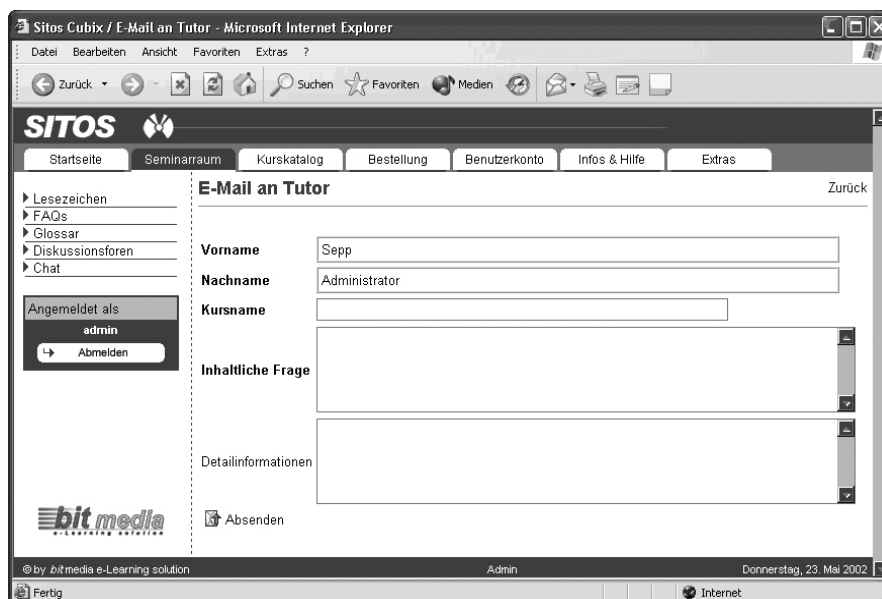 Sitos Cubix / E-Mail an Tutor - Microsoft Internet Explorer
Datei Bearbeiten Ansicht Favoriten Extras ?
Zurück Suchen Favoriten Medien
SITOS
Startseite Seminarraum Kurskatalog Bestellung Benutzerkonto Infos & Hilfe Extras
E-Mail an Tutor Zurück
Lesezeichen
FAQs
Glossar
Diskussionsforen
Chat
Angemeldet als
admin
Abmelden
Vorname Sepp
Nachname Administrator
Kursname
Inhaltliche Frage
Detailinformationen
Absenden
bit media
e-Learning solution
© by bitmedia e-Learning solution Admin Donnerstag, 23. Mai 2002
Fertig Internet